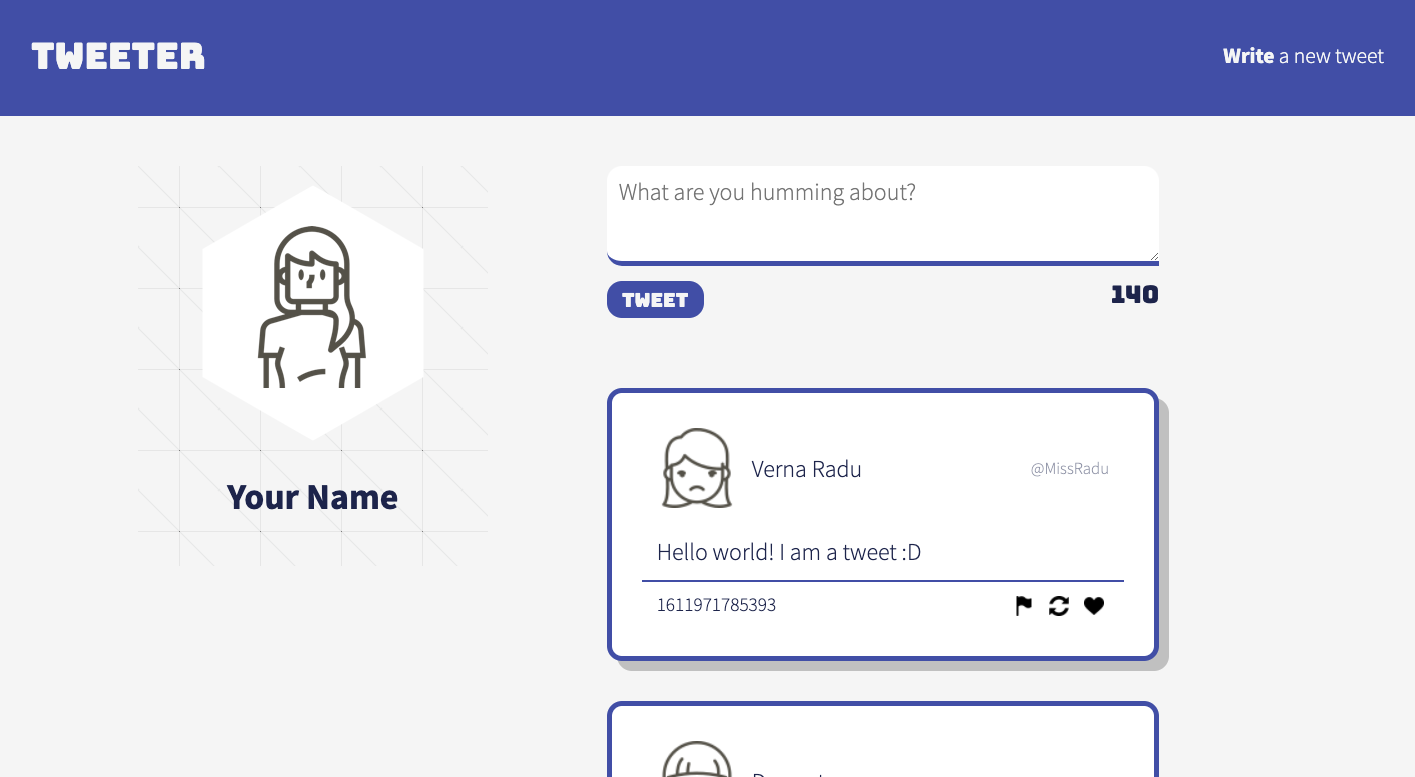 TWEETER
Write a new tweet
What are you humming about?
TWEET
140
Your Name
Verna Radu
@MissRadu
Hello world! I am a tweet :D
1611971785393